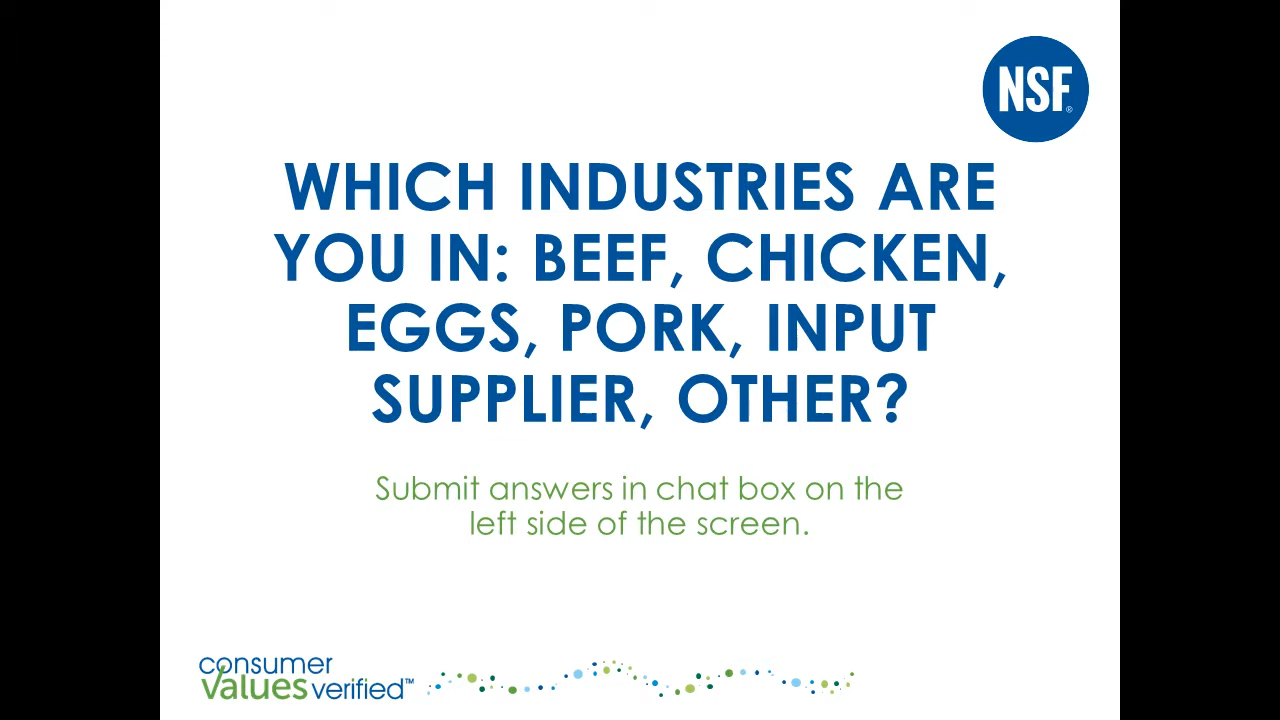 NSF®
WHICH INDUSTRIES ARE
YOU IN: BEEF, CHICKEN,
EGGS, PORK, INPUT
SUPPLIER, OTHER?
Submit answers in chat box on the
left side of the screen.
consumer
values verified™